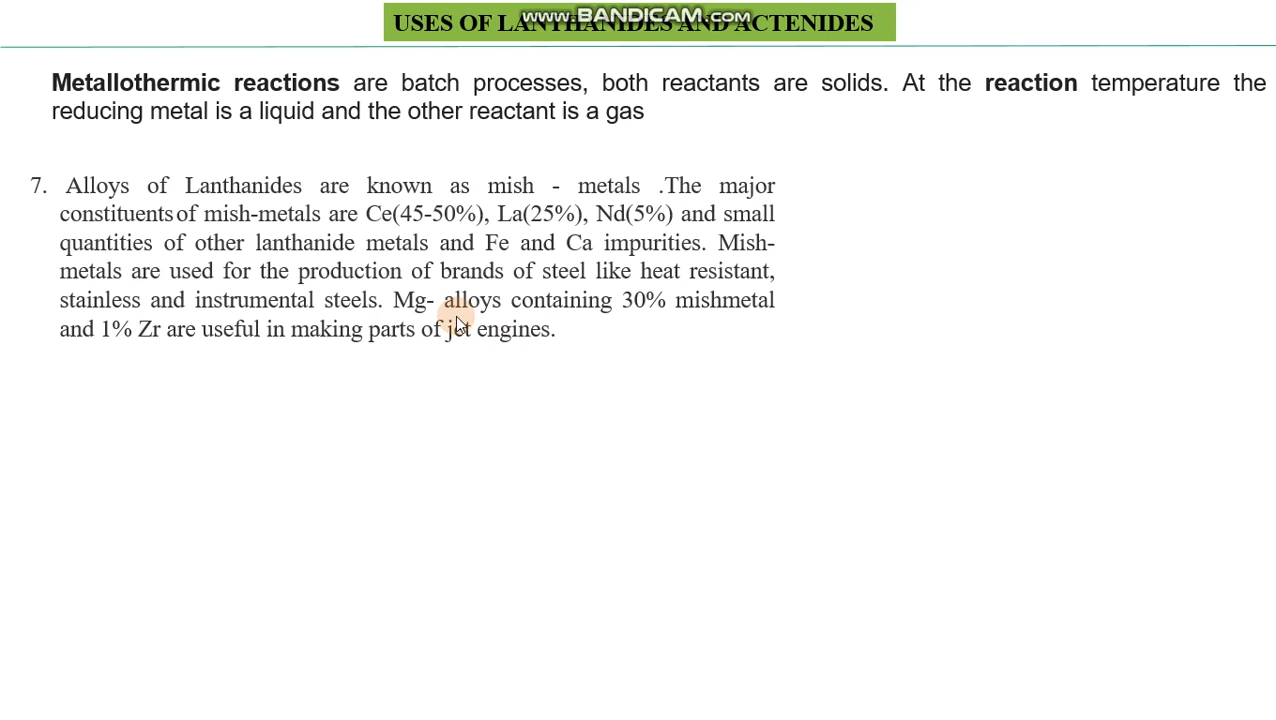 www.BANDICAM.com
USES OF LANTHANIDES AND ACTENIDES
Metallothermic reactions are batch processes, both reactants are solids. At the reaction temperature the
reducing metal is a liquid and the other reactant is a gas
7. Alloys of Lanthanides are known as mish - metals .The major
constituents of mish-metals are Ce(45-50%), La(25%), Nd(5%) and small
quantities of other lanthanide metals and Fe and Ca impurities. Mish-
metals are used for the production of brands of steel like heat resistant,
stainless and instrumental steels. Mg- alloys containing 30% mishmetal
and 1% Zr are useful in making parts of jet engines.